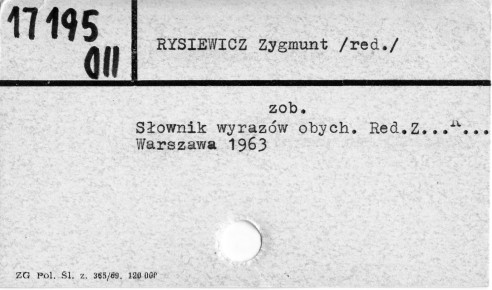 17195
011
RYSIEWICZ Zygmunt /red./
zob.
Słownik wyrazów obych. Red.Z...R...
Warszawa 1963
ZG Pol. Śl. z. 365/69. 120 000